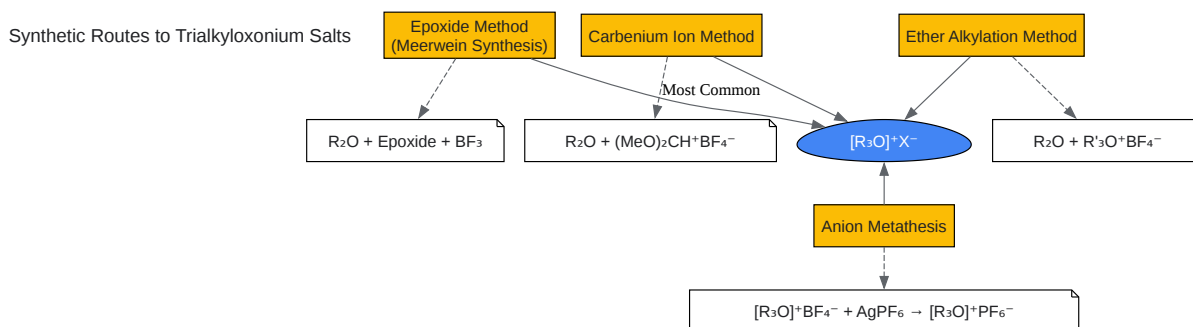 Synthetic Routes to Trialkyloxonium Salts
Epoxide Method
(Meerwein Synthesis)
Carbenium Ion Method
Ether Alkylation Method
Most Common
R₂O + Epoxide + BF₃
R₂O + (MeO)₂CH⁺BF₄⁻
[R₃O]⁺X⁻
R₂O + R'₃O⁺BF₄⁻
Anion Metathesis
[R₃O]⁺BF₄⁻ + AgPF₆ → [R₃O]⁺PF₆⁻